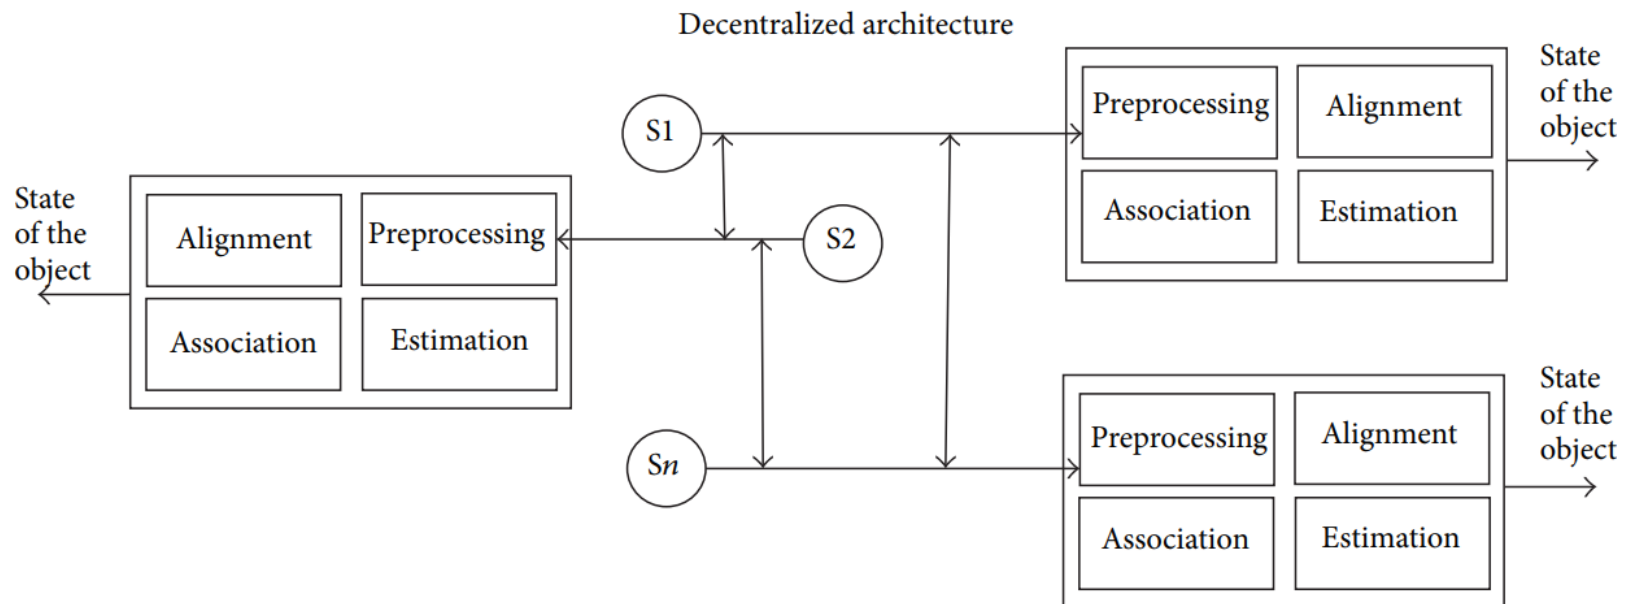 Decentralized architecture
S1
Preprocessing
Alignment
Association
Estimation
State
of the
object
State
of the
object
Alignment
Preprocessing
Association
Estimation
S2
Sn
Preprocessing
Alignment
Association
Estimation
State
of the
object